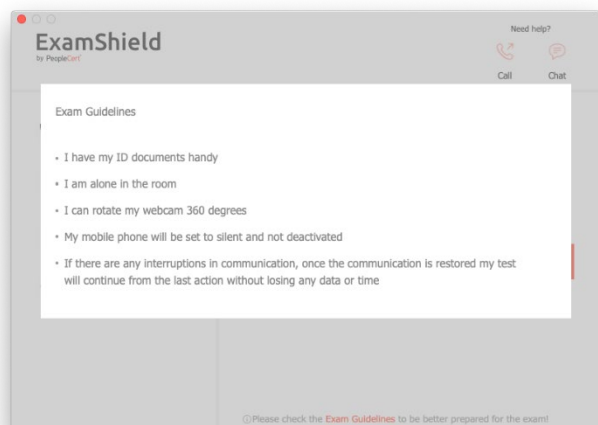 Need help?
ExamShield
by PeopleCert
Call Chat
Exam Guidelines
• I have my ID documents handy
• I am alone in the room
• I can rotate my webcam 360 degrees
• My mobile phone will be set to silent and not deactivated
• If there are any interruptions in communication, once the communication is restored my test
will continue from the last action without losing any data or time
ⓘPlease check the Exam Guidelines to be better prepared for the exam!